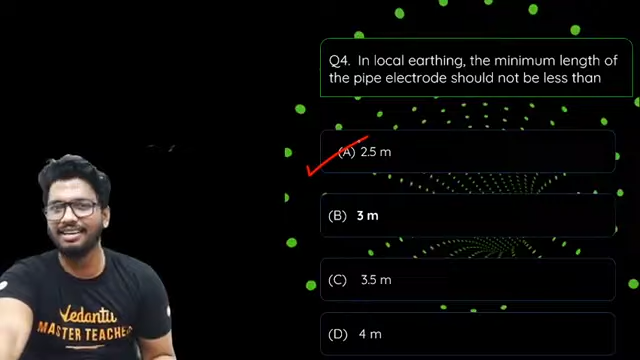 Q4. In local earthing, the minimum length of
the pipe electrode should not be less than
(A) 2.5 m
(B) 3 m
(C) 3.5 m
(D) 4 m
Vedantu
MASTER TEACHER